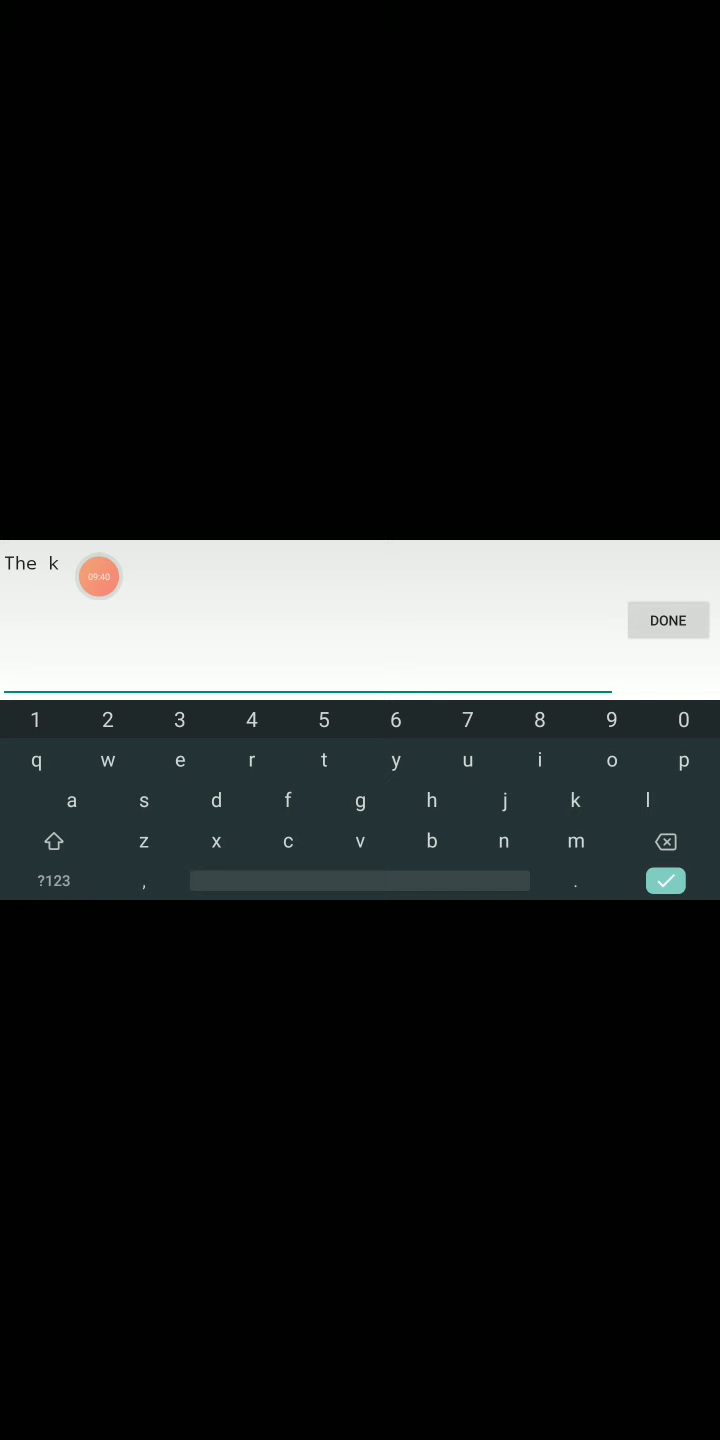 The k
09:40
DONE
1 2 3 4 5 6 7 8 9 0
q w e r t y u i o p
a s d f g h j k l
z x c v b n m
?123 , .